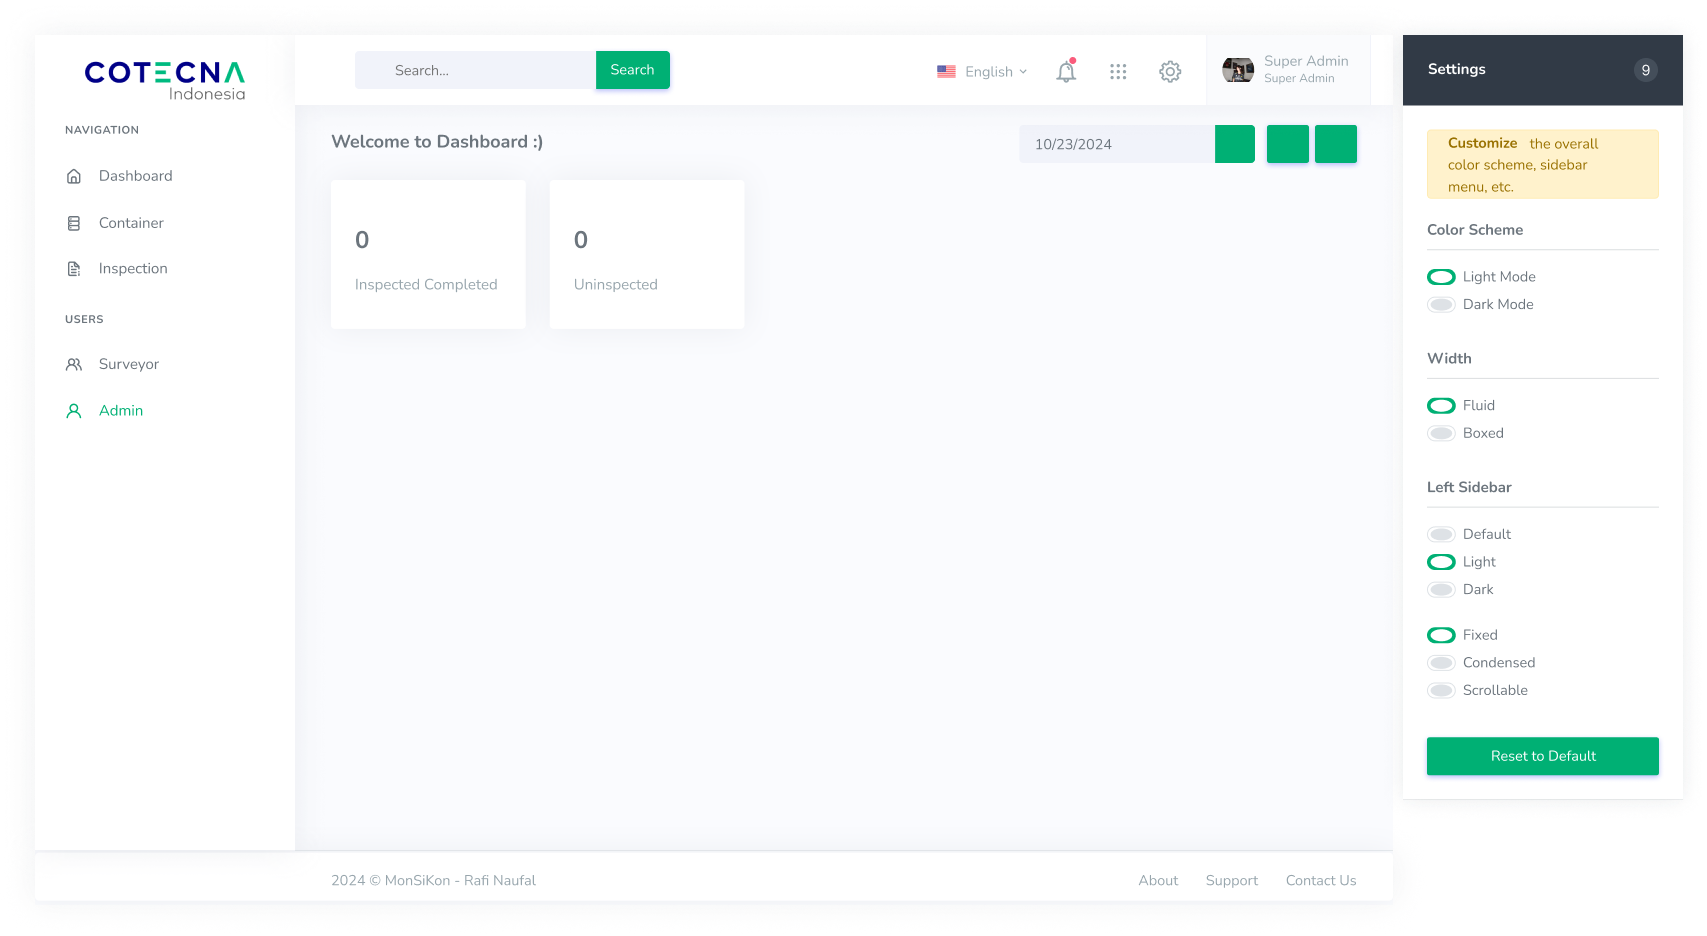 COTECNA
Indonesia
NAVIGATION
Dashboard
Container
Inspection
USERS
Surveyor
Admin
Search...
Search
English
Super Admin
Super Admin
Welcome to Dashboard :)
10/23/2024
0
Inspected Completed
0
Uninspected
2024 © MonSiKon - Rafi Naufal
About
Support
Contact Us
Settings
9
Customize the overall
color scheme, sidebar
menu, etc.
Color Scheme
Light Mode
Dark Mode
Width
Fluid
Boxed
Left Sidebar
Default
Light
Dark
Fixed
Condensed
Scrollable
Reset to Default